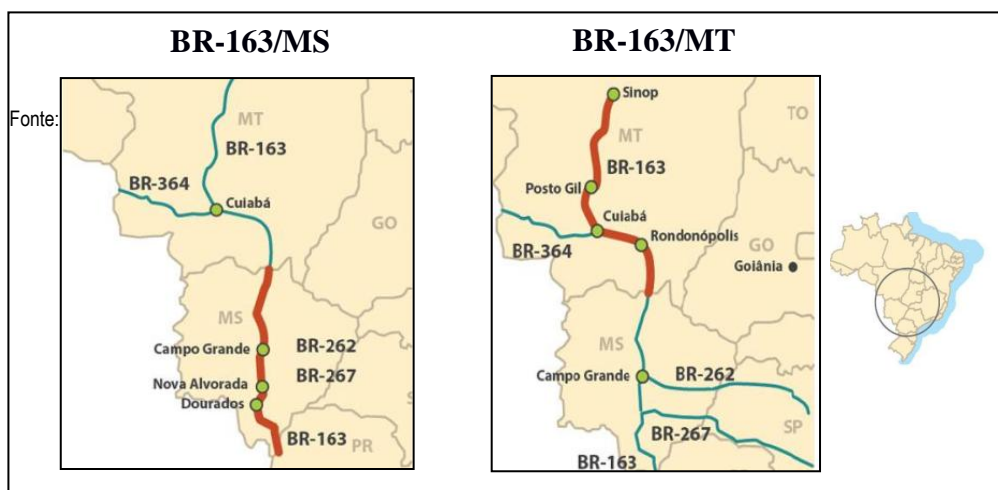 BR-163/MS
BR-163/MT
Fonte:
MT
BR-163
BR-364
Cuiabá
GO
MS
Campo Grande
BR-262
Nova Alvorada
BR-267
Dourados
BR-163
PR
Sinop
TO
MT
BR-163
Posto Gil
Cuiabá
Rondonópolis
BR-364
GO
Goiânia
MS
Campo Grande
BR-262
BR-267
SP
BR-163